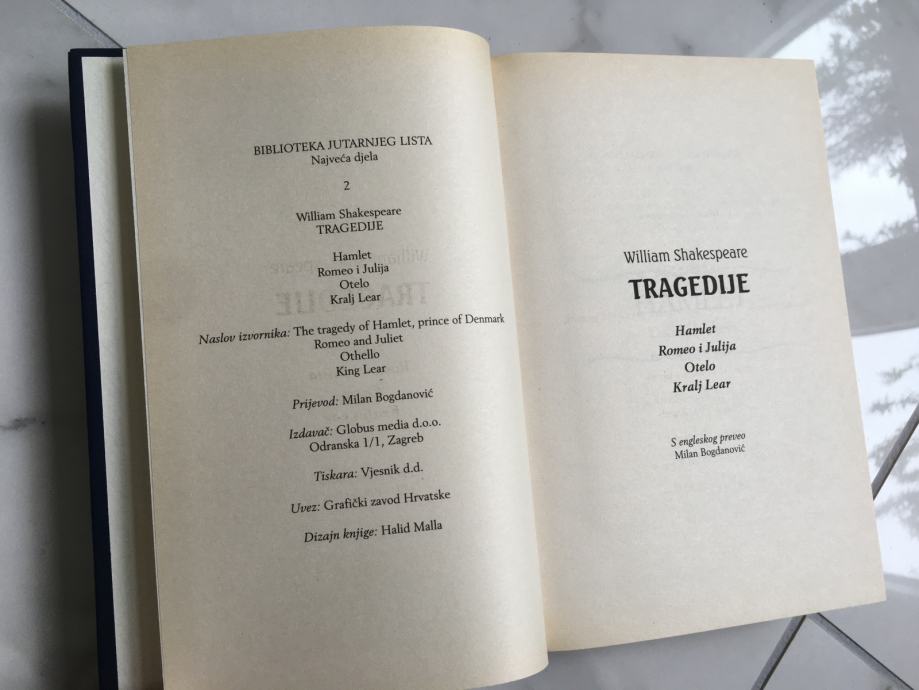 BIBLIOTEKA JUTARNJEG LISTA
Najveća djela
2
William Shakespeare
TRAGEDIJE
Hamlet
Romeo i Julija
Otelo
Kralj Lear
Naslov izvornika: The tragedy of Hamlet, prince of Denmark
Romeo and Juliet
Othello
King Lear
Prijevod: Milan Bogdanović
Izdavač: Globus media d.o.o.
Odranska 1/1, Zagreb
Tiskara: Vjesnik d.d.
Uvez: Grafički zavod Hrvatske
Dizajn knjige: Halid Malla
William Shakespeare
TRAGEDIJE
Hamlet
Romeo i Julija
Otelo
Kralj Lear
S engleskog preveo
Milan Bogdanović